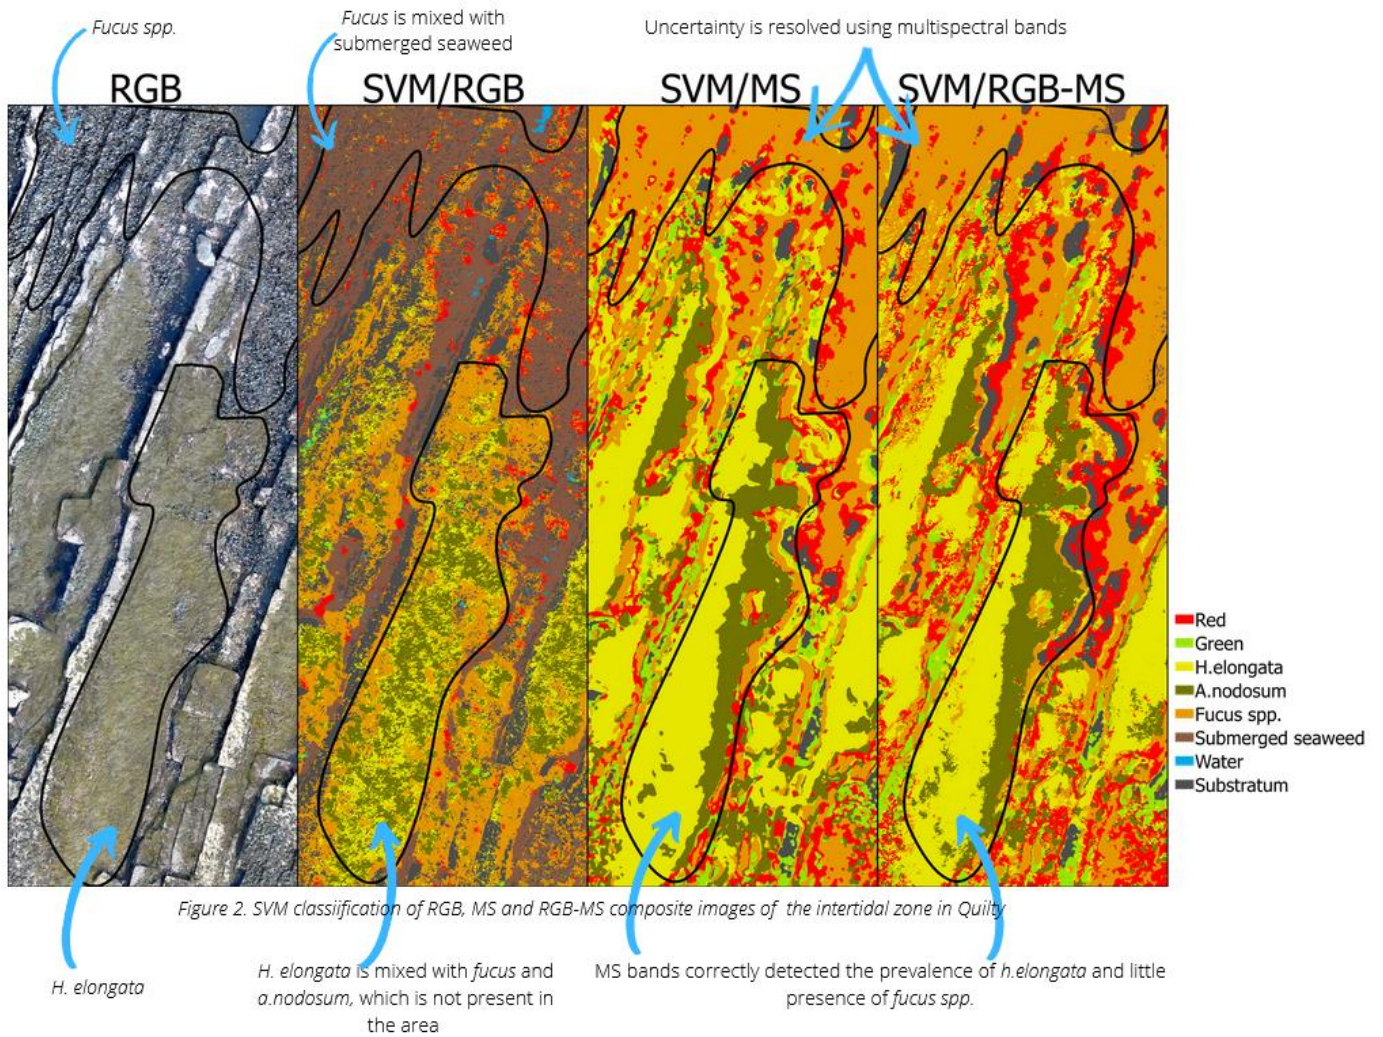 Fucus spp.
Fucus is mixed with
submerged seaweed
Uncertainty is resolved using multispectral bands
RGB
SVM/RGB
SVM/MS
SVM/RGB-MS
Red
Green
H.elongata
A.nodosum
Fucus spp.
Submerged seaweed
Water
Substratum
Figure 2. SVM classiification of RGB, MS and RGB-MS composite images of the intertidal zone in Quilty
H. elongata
H. elongata is mixed with fucus and
a.nodosum, which is not present in
the area
MS bands correctly detected the prevalence of h.elongata and little
presence of fucus spp.